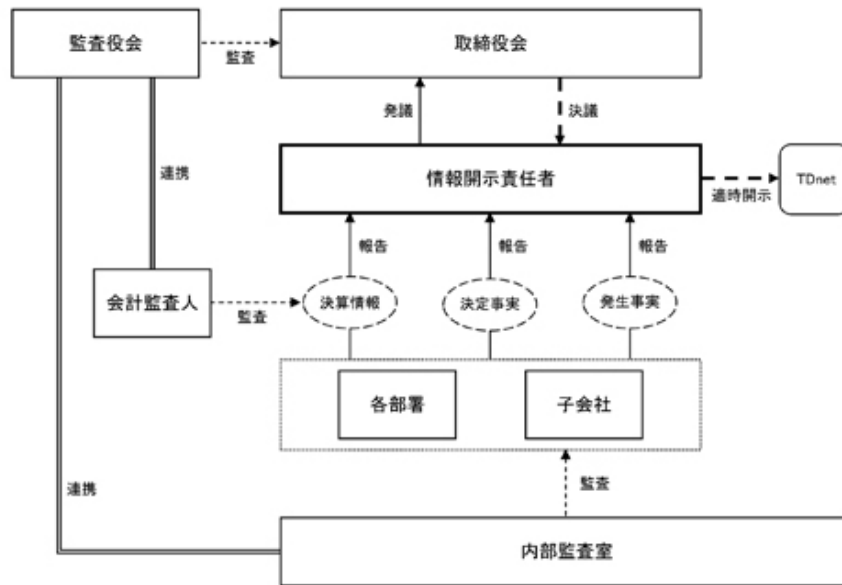 監査役会
監査
取締役会
発議
決議
連携
情報開示責任者
適時開示
TDnet
報告
報告
報告
会計監査人
監査
決算情報
決定事実
発生事実
各部署
子会社
連携
監査
内部監査室